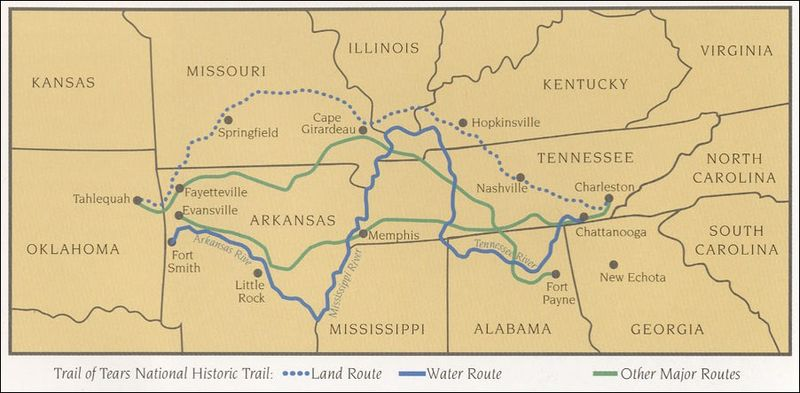 ILLINOIS
VIRGINIA
KANSAS
MISSOURI
KENTUCKY
Cape
Girardeau
Hopkinsville
Springfield
TENNESSEE
NORTH
CAROLINA
Nashville
Charleston
Tahlequah
Fayetteville
Evansville
ARKANSAS
Chattanooga
SOUTH
CAROLINA
OKLAHOMA
Memphis
Arkansas River
Tennessee River
Fort
Smith
Mississippi River
Little
Rock
Fort
Payne
New Echota
MISSISSIPPI
ALABAMA
GEORGIA
Trail of Tears National Historic Trail: Land Route Water Route Other Major Routes